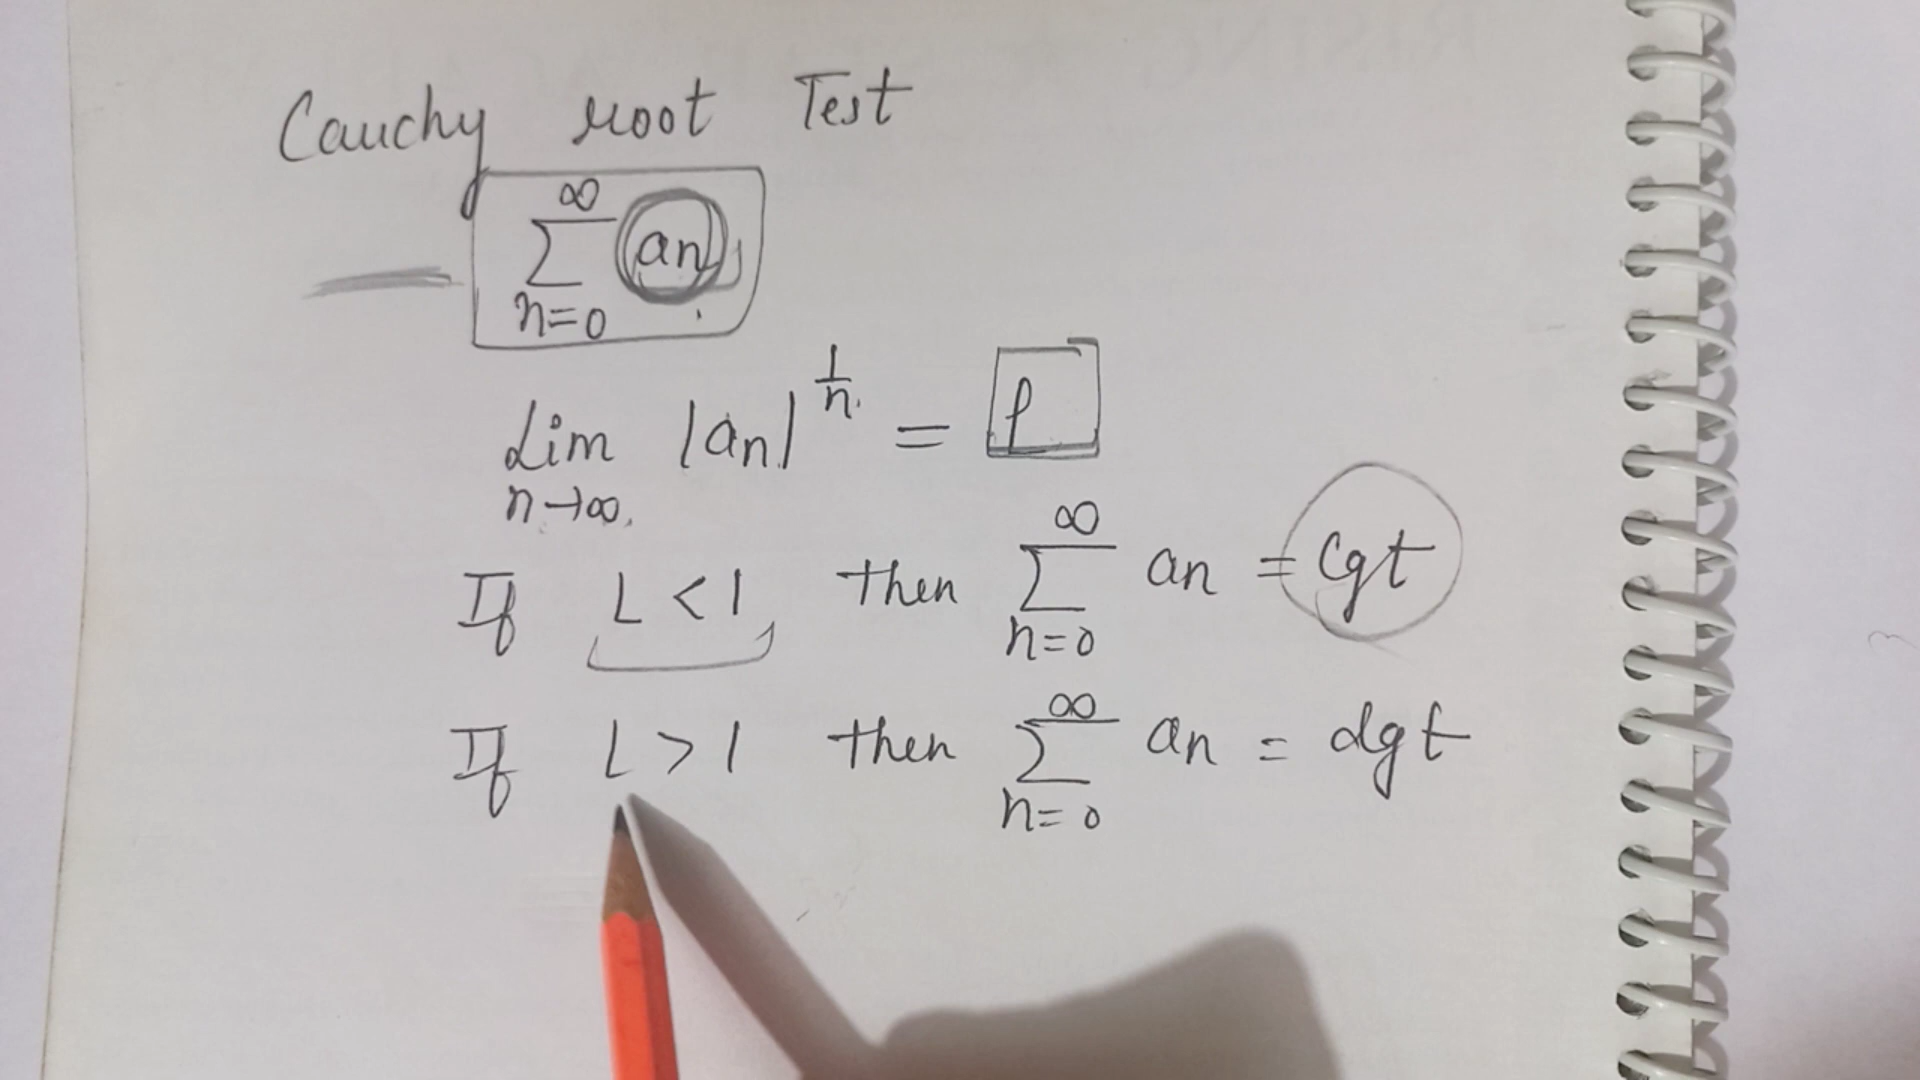 Cauchy root Test
∞
∑ an
n=0
Lim |an|^(1/n) = l
n→∞
If L < 1 then ∑_{n=0}^{∞} an = cgt
If L > 1 then ∑_{n=0}^{∞} an = dgt